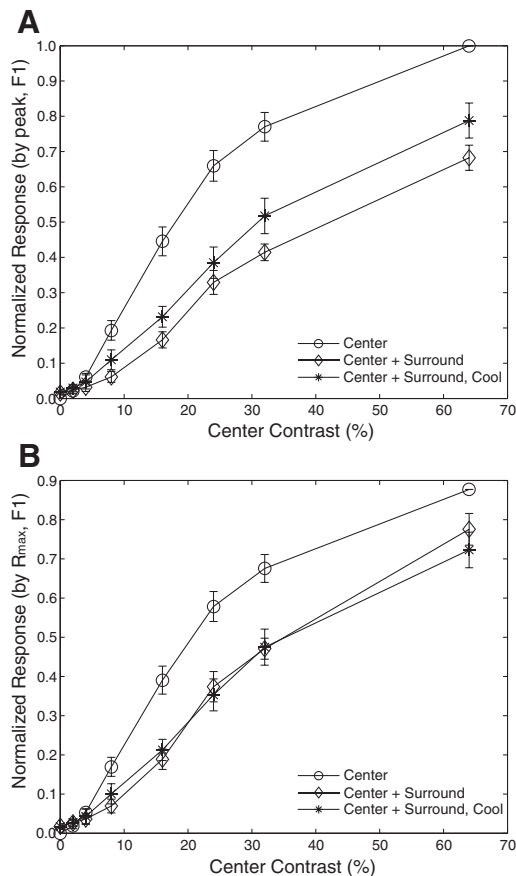 A
Normalized Response (by peak, F1)
1.0
0.9
0.8
0.7
0.6
0.5
0.4
0.3
0.2
0.1
0.0
0 10 20 30 40 50 60 70
Center Contrast (%)
Center
Center + Surround
Center + Surround, Cool
B
Normalized Response (by Rmax, F1)
0.9
0.8
0.7
0.6
0.5
0.4
0.3
0.2
0.1
0.0
0 10 20 30 40 50 60 70
Center Contrast (%)
Center
Center + Surround
Center + Surround, Cool